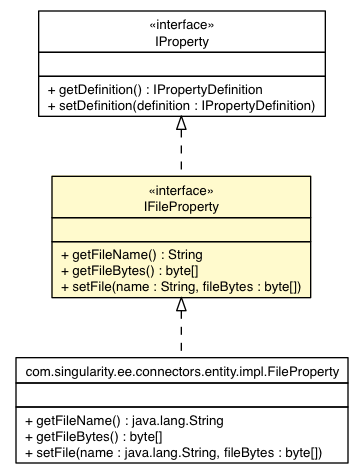 «interface»
IProperty
+ getDefinition() : IPropertyDefinition
+ setDefinition(definition : IPropertyDefinition)
«interface»
IFileProperty
+ getFileName() : String
+ getFileBytes() : byte[]
+ setFile(name : String, fileBytes : byte[])
com.singularity.ee.connectors.entity.impl.FileProperty
+ getFileName() : java.lang.String
+ getFileBytes() : byte[]
+ setFile(name : java.lang.String, fileBytes : byte[])